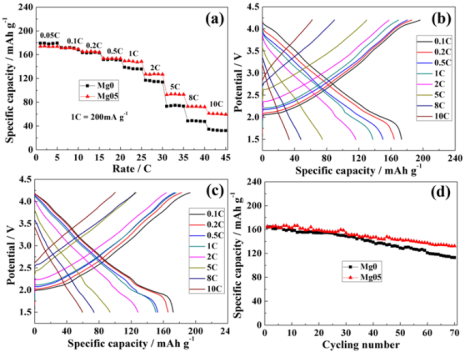 (a)
0.05C
0.1C
0.2C
0.5C
1C
2C
5C
8C
10C
Mg0
Mg05
1C = 200mA g⁻¹
Specific capacity / mAh g⁻¹
180
160
140
120
100
80
60
40
20
0
0 5 10 15 20 25 30 35 40 45
Rate / C
(b)
0.1C
0.2C
0.5C
1C
2C
5C
8C
10C
Potential / V
4.5
4.0
3.5
3.0
2.5
2.0
1.5
0 40 80 120 160 200 240
Specific capacity / mAh g⁻¹
(c)
0.1C
0.2C
0.5C
1C
2C
5C
8C
10C
Potential / V
4.5
4.0
3.5
3.0
2.5
2.0
1.5
0 40 80 120 160 200 24
Specific capacity / mAh g⁻¹
(d)
Mg0
Mg05
Specific capacity / mAh g⁻¹
240
200
160
120
80
40
0
0 10 20 30 40 50 60 70
Cycling number